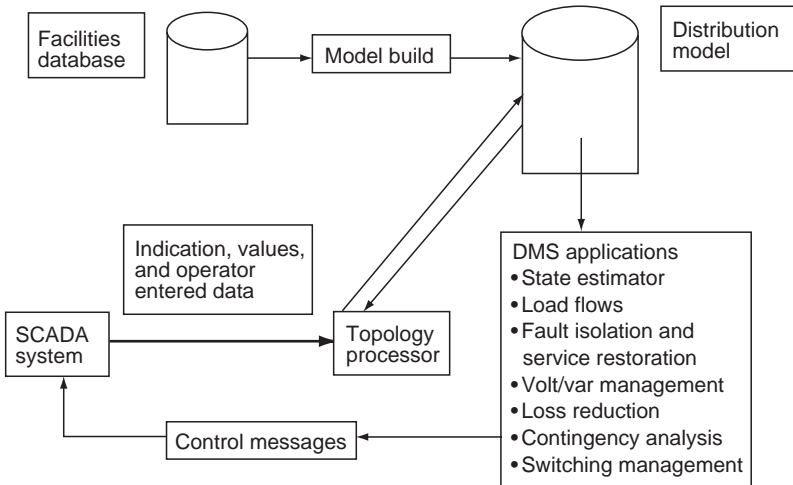 Facilities
database
Model build
Distribution
model
Indication, values,
and operator
entered data
SCADA
system
Topology
processor
Control messages
DMS applications
•State estimator
•Load flows
•Fault isolation and
service restoration
•Volt/var management
•Loss reduction
•Contingency analysis
•Switching management